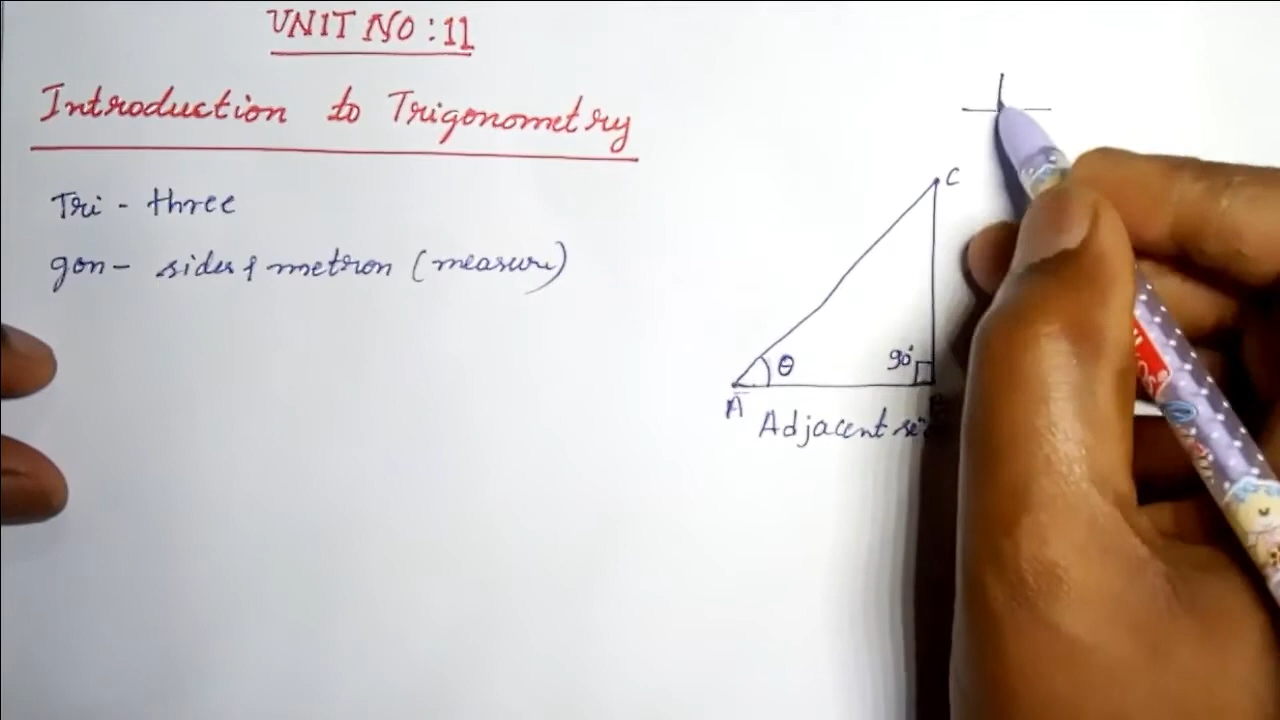 UNIT NO : 11
Introduction to Trigonometry
Tri - three
gon - sides & metron (measure)
C
θ
90°
A
Adjacent